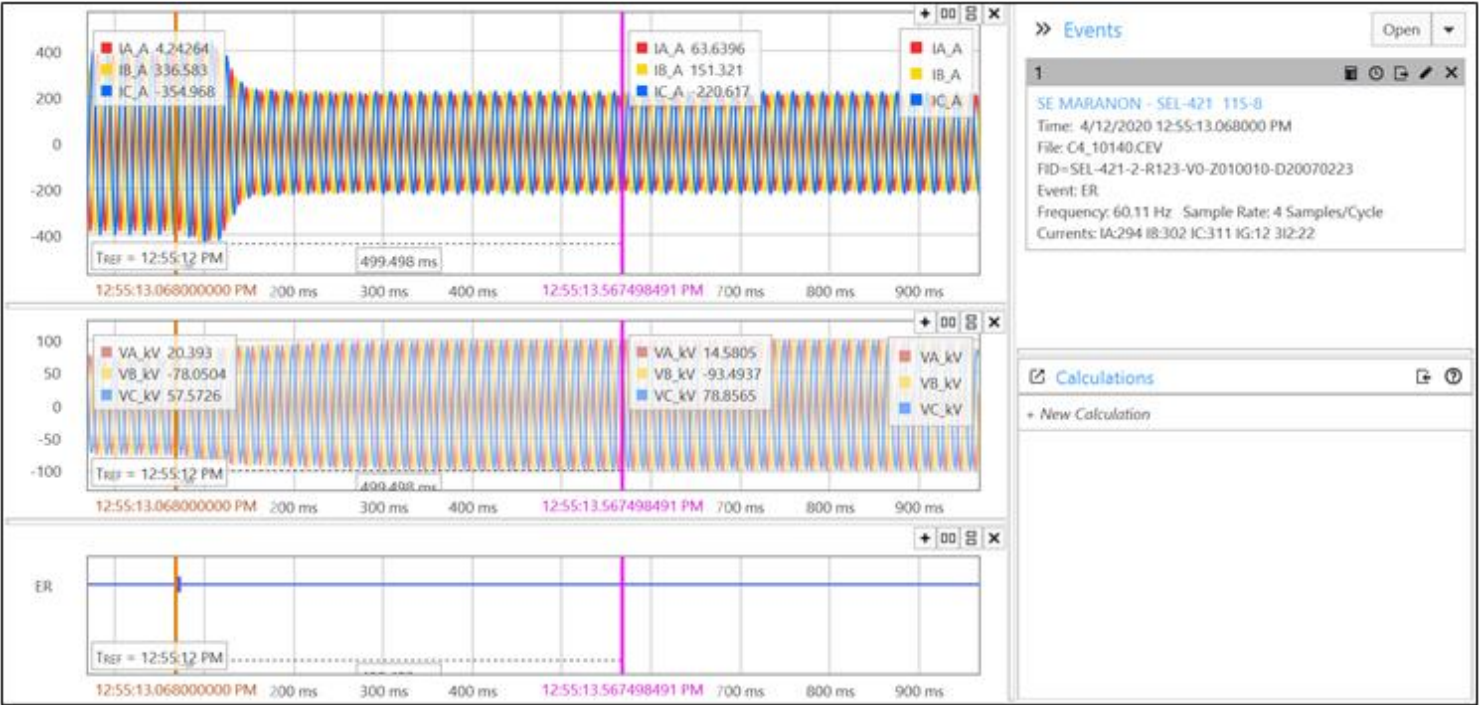 400
200
0
-200
-400
IA_A 4.24264
IB_A 336.583
IC_A -354.968
IA_A 63.6396
IB_A 151.321
IC_A -220.617
IA_A
IB_A
IC_A
TREF = 12:55:12 PM
499.498 ms
12:55:13.068000000 PM 200 ms 300 ms 400 ms 12:55:13.567498491 PM 700 ms 800 ms 900 ms
100
50
0
-50
-100
VA_kV 20.393
VB_kV -78.0504
VC_kV 57.5726
VA_kV 14.5805
VB_kV -93.4937
VC_kV 78.8565
VA_kV
VB_kV
VC_kV
TREF = 12:55:12 PM
499.498 ms
12:55:13.068000000 PM 200 ms 300 ms 400 ms 12:55:13.567498491 PM 700 ms 800 ms 900 ms
ER
TREF = 12:55:12 PM
12:55:13.068000000 PM 200 ms 300 ms 400 ms 12:55:13.567498491 PM 700 ms 800 ms 900 ms
Events Open
1
SE MARANON - SEL-421 115-8
Time: 4/12/2020 12:55:13.068000 PM
File: C4_10140.CEV
FID=SEL-421-2-R123-V0-Z010010-D20070223
Event: ER
Frequency: 60.11 Hz Sample Rate: 4 Samples/Cycle
Currents: IA:294 IB:302 IC:311 IG:12 3I2:22
Calculations
+ New Calculation